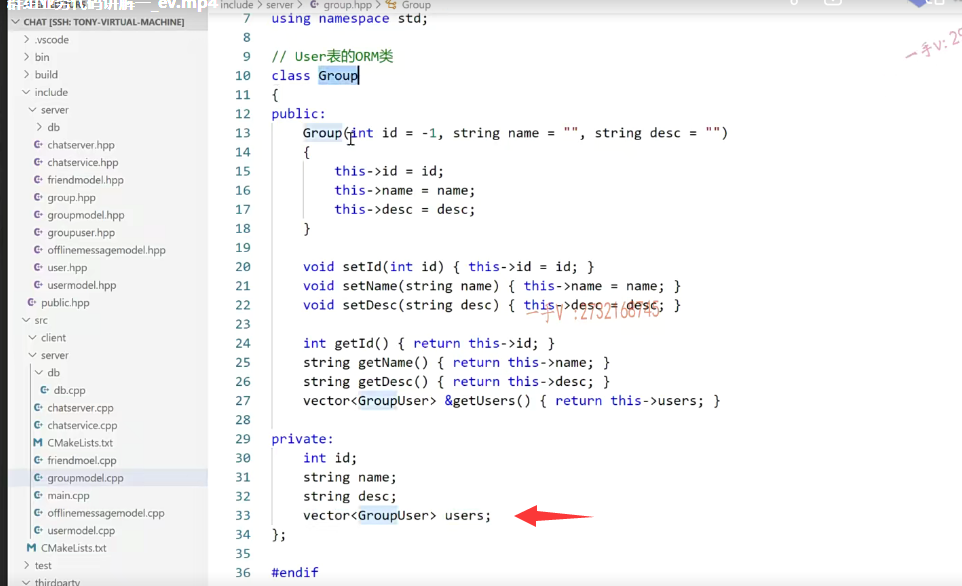 _ev.mp4
include > server > group.hpp > Group
CHAT [SSH: TONY-VIRTUAL-MACHINE]
.vscode
bin
build
include
server
db
chatserver.hpp
chatservice.hpp
friendmodel.hpp
group.hpp
groupmodel.hpp
groupuser.hpp
offlinemessagemodel.hpp
user.hpp
usermodel.hpp
public.hpp
src
client
server
db
db.cpp
chatserver.cpp
chatservice.cpp
CMakeLists.txt
friendmoel.cpp
groupmodel.cpp
main.cpp
offlinemessagemodel.cpp
usermodel.cpp
CMakeLists.txt
test
thirdparty
7 using namespace std;
8
9 // User表的ORM类
10 class Group
11 {
12 public:
13 Group(int id = -1, string name = "", string desc = "")
14 {
15 this->id = id;
16 this->name = name;
17 this->desc = desc;
18 }
19
20 void setId(int id) { this->id = id; }
21 void setName(string name) { this->name = name; }
22 void setDesc(string desc) { this->desc = desc; }
23
24 int getId() { return this->id; }
25 string getName() { return this->name; }
26 string getDesc() { return this->desc; }
27 vector<GroupUser> &getUsers() { return this->users; }
28
29 private:
30 int id;
31 string name;
32 string desc;
33 vector<GroupUser> users;
34 };
35
36 #endif
一手V:29
一手V:2732168745